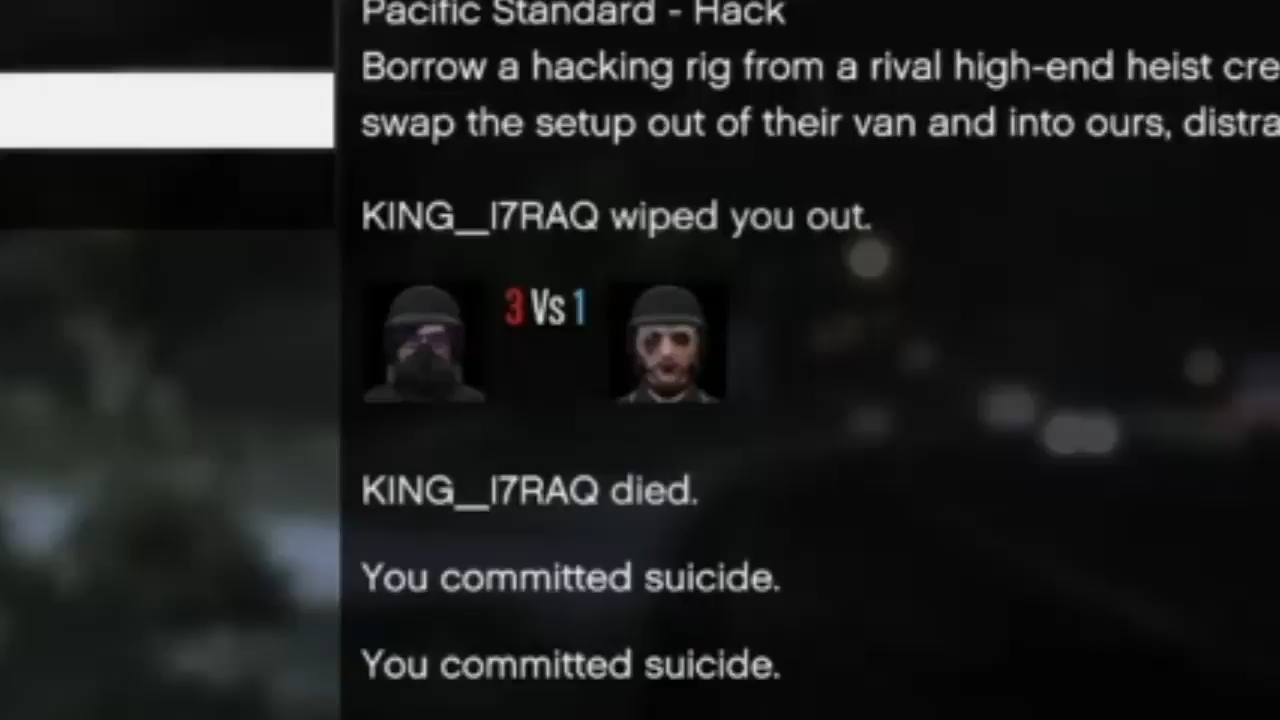 Pacific Standard - Hack
Borrow a hacking rig from a rival high-end heist cre
swap the setup out of their van and into ours, distra
KING__I7RAQ wiped you out.
3 Vs 1
KING__I7RAQ died.
You committed suicide.
You committed suicide.